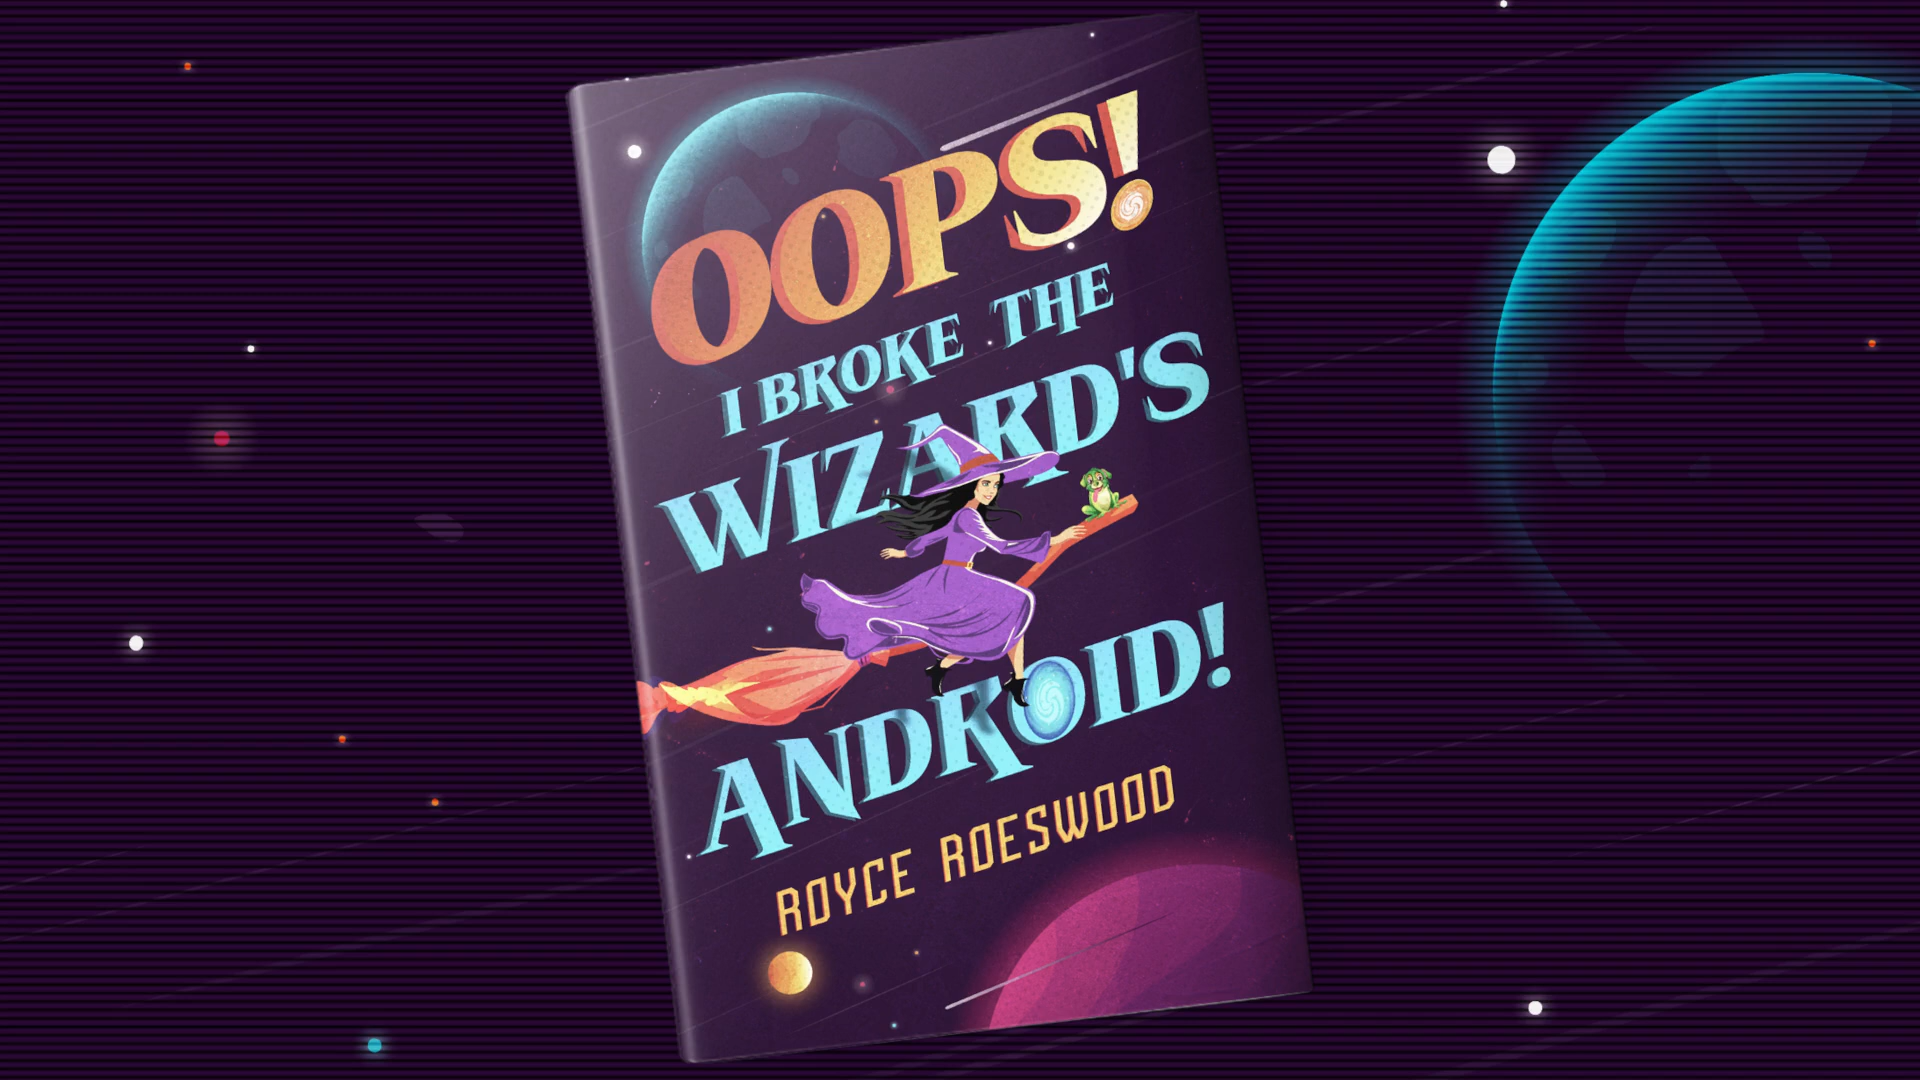 OOPS!
I BROKE THE
WIZARD'S
ANDROID!
ROYCE ROESWOOD